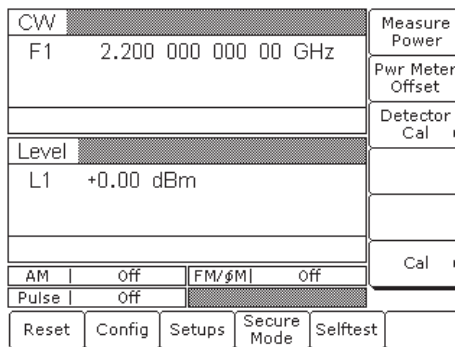 CW
F1 2.200 000 000 00 GHz
Level
L1 +0.00 dBm
AM | Off FM/ϕM| Off
Pulse | Off
Measure
Power
Pwr Meter
Offset
Detector
Cal
Cal
Reset Config Setups Secure
Mode Selftest